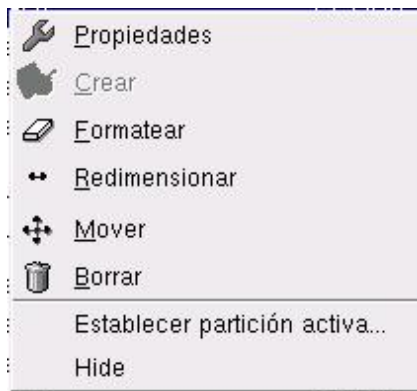 Propiedades
Crear
Formatear
Redimensionar
Mover
Borrar
Establecer partición activa...
Hide